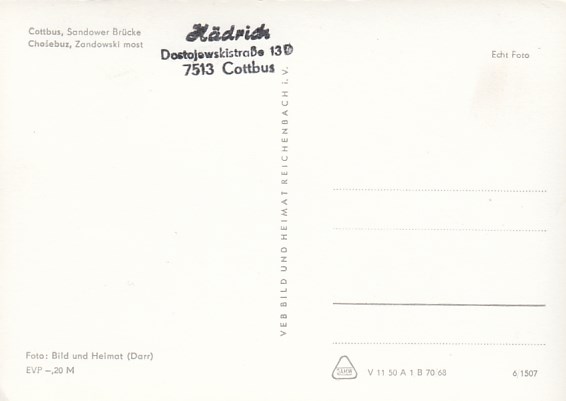 Cottbus, Sandower Brücke
Chośebuz, Zandowski most
Hädrich
Dostojewskistraße 13
7513 Cottbus
Echt Foto
VEB BILD UND HEIMAT REICHENBACH I. V.
Foto: Bild und Heimat (Darr)
EVP –,20 M
V 11 50 A 1 B 70/68
6/1507